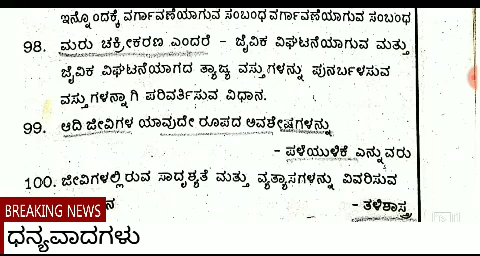 ಇನ್ನೊಂದಕ್ಕೆ ವರ್ಗಾವಣೆಯಾಗುವ ಸಂಬಂಧ ವರ್ಗಾವಣೆಯಾಗುವ ಸಂಬಂಧ
98. ಮರು ಚಕ್ರೀಕರಣ ಎಂದರೆ - ಜೈವಿಕ ವಿಘಟನೆಯಾಗುವ ಮತ್ತು
ಜೈವಿಕ ವಿಘಟನೆಯಾಗದ ತ್ಯಾಜ್ಯ ವಸ್ತುಗಳನ್ನು ಪುನರ್ಬಳಸುವ
ವಸ್ತುಗಳನ್ನಾಗಿ ಪರಿವರ್ತಿಸುವ ವಿಧಾನ.
99. ಆದಿ ಜೀವಿಗಳ ಯಾವುದೇ ರೂಪದ ಅವಶೇಷಗಳನ್ನು
- ಪಳೆಯುಳಿಕೆ ಎನ್ನುವರು
100. ಜೀವಿಗಳಲ್ಲಿರುವ ಸಾದೃಶ್ಯತೆ ಮತ್ತು ವ್ಯತ್ಯಾಸಗಳನ್ನು ವಿವರಿಸುವ
- ತಳಿಶಾಸ್ತ್ರ
BREAKING NEWS
ಧನ್ಯವಾದಗಳು